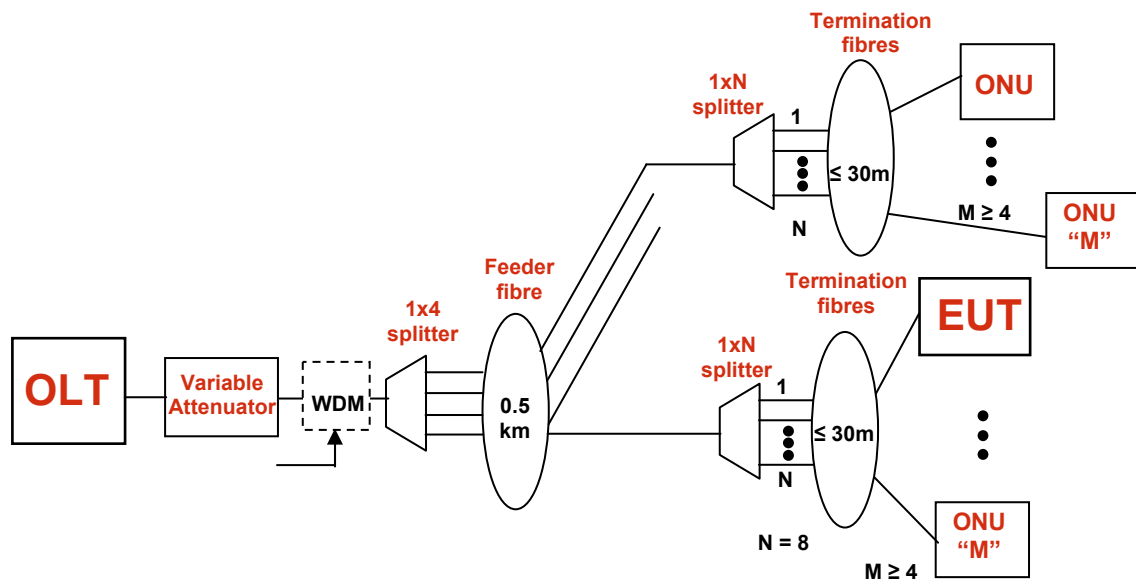 Termination
fibres
1xN
splitter
ONU
1
≤ 30m
N
M ≥ 4
ONU
“M”
Feeder
fibre
1x4
splitter
Termination
fibres
EUT
1xN
splitter
OLT
Variable
Attenuator
WDM
0.5
km
1
≤ 30m
N
N = 8
ONU
“M”
M ≥ 4